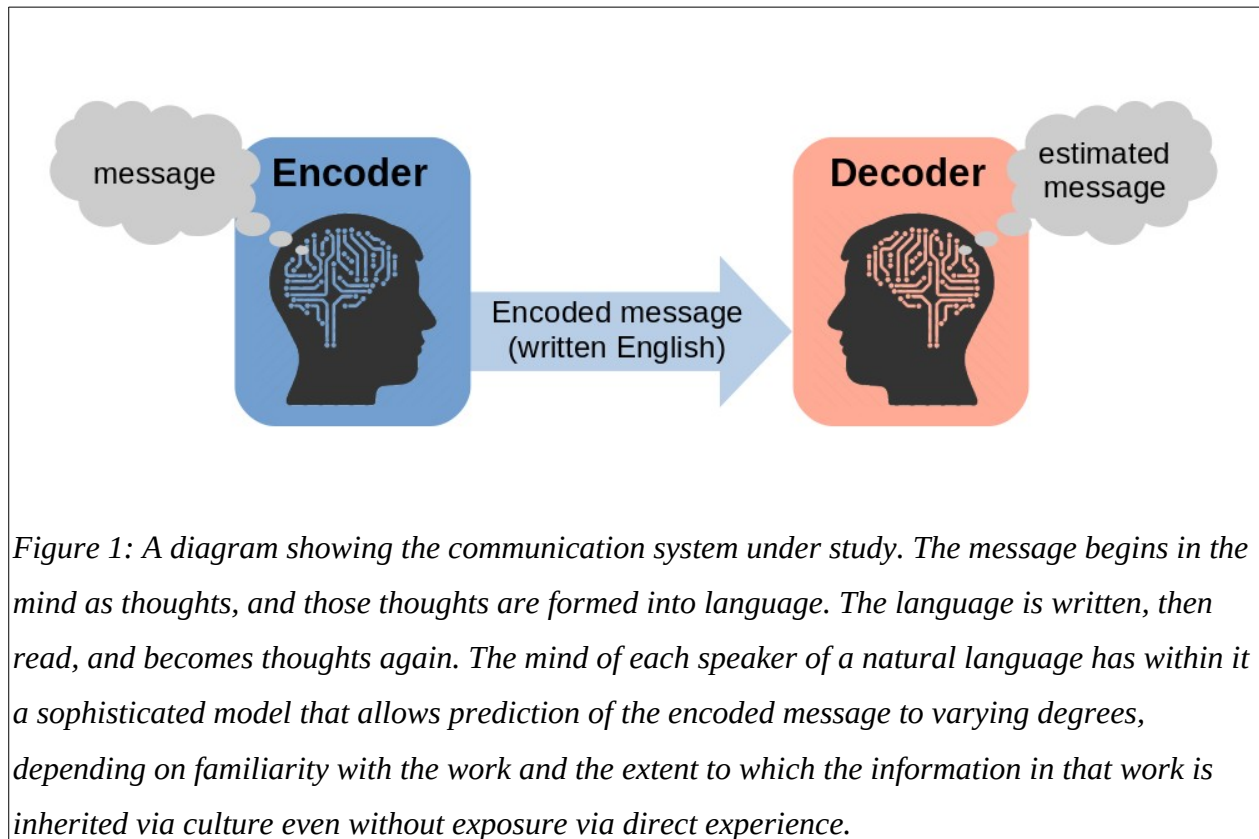 message
Encoder
Encoded message
(written English)
Decoder
estimated
message
Figure 1: A diagram showing the communication system under study. The message begins in the
mind as thoughts, and those thoughts are formed into language. The language is written, then
read, and becomes thoughts again. The mind of each speaker of a natural language has within it
a sophisticated model that allows prediction of the encoded message to varying degrees,
depending on familiarity with the work and the extent to which the information in that work is
inherited via culture even without exposure via direct experience.